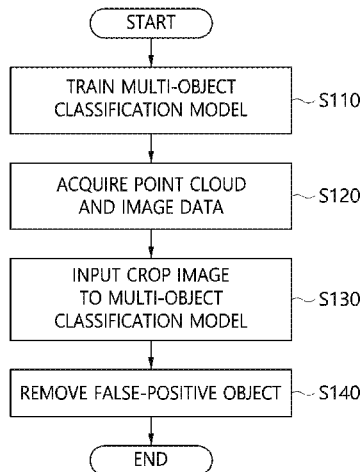 START
TRAIN MULTI-OBJECT
CLASSIFICATION MODEL
S110
ACQUIRE POINT CLOUD
AND IMAGE DATA
S120
INPUT CROP IMAGE
TO MULTI-OBJECT
CLASSIFICATION MODEL
S130
REMOVE FALSE-POSITIVE OBJECT
S140
END